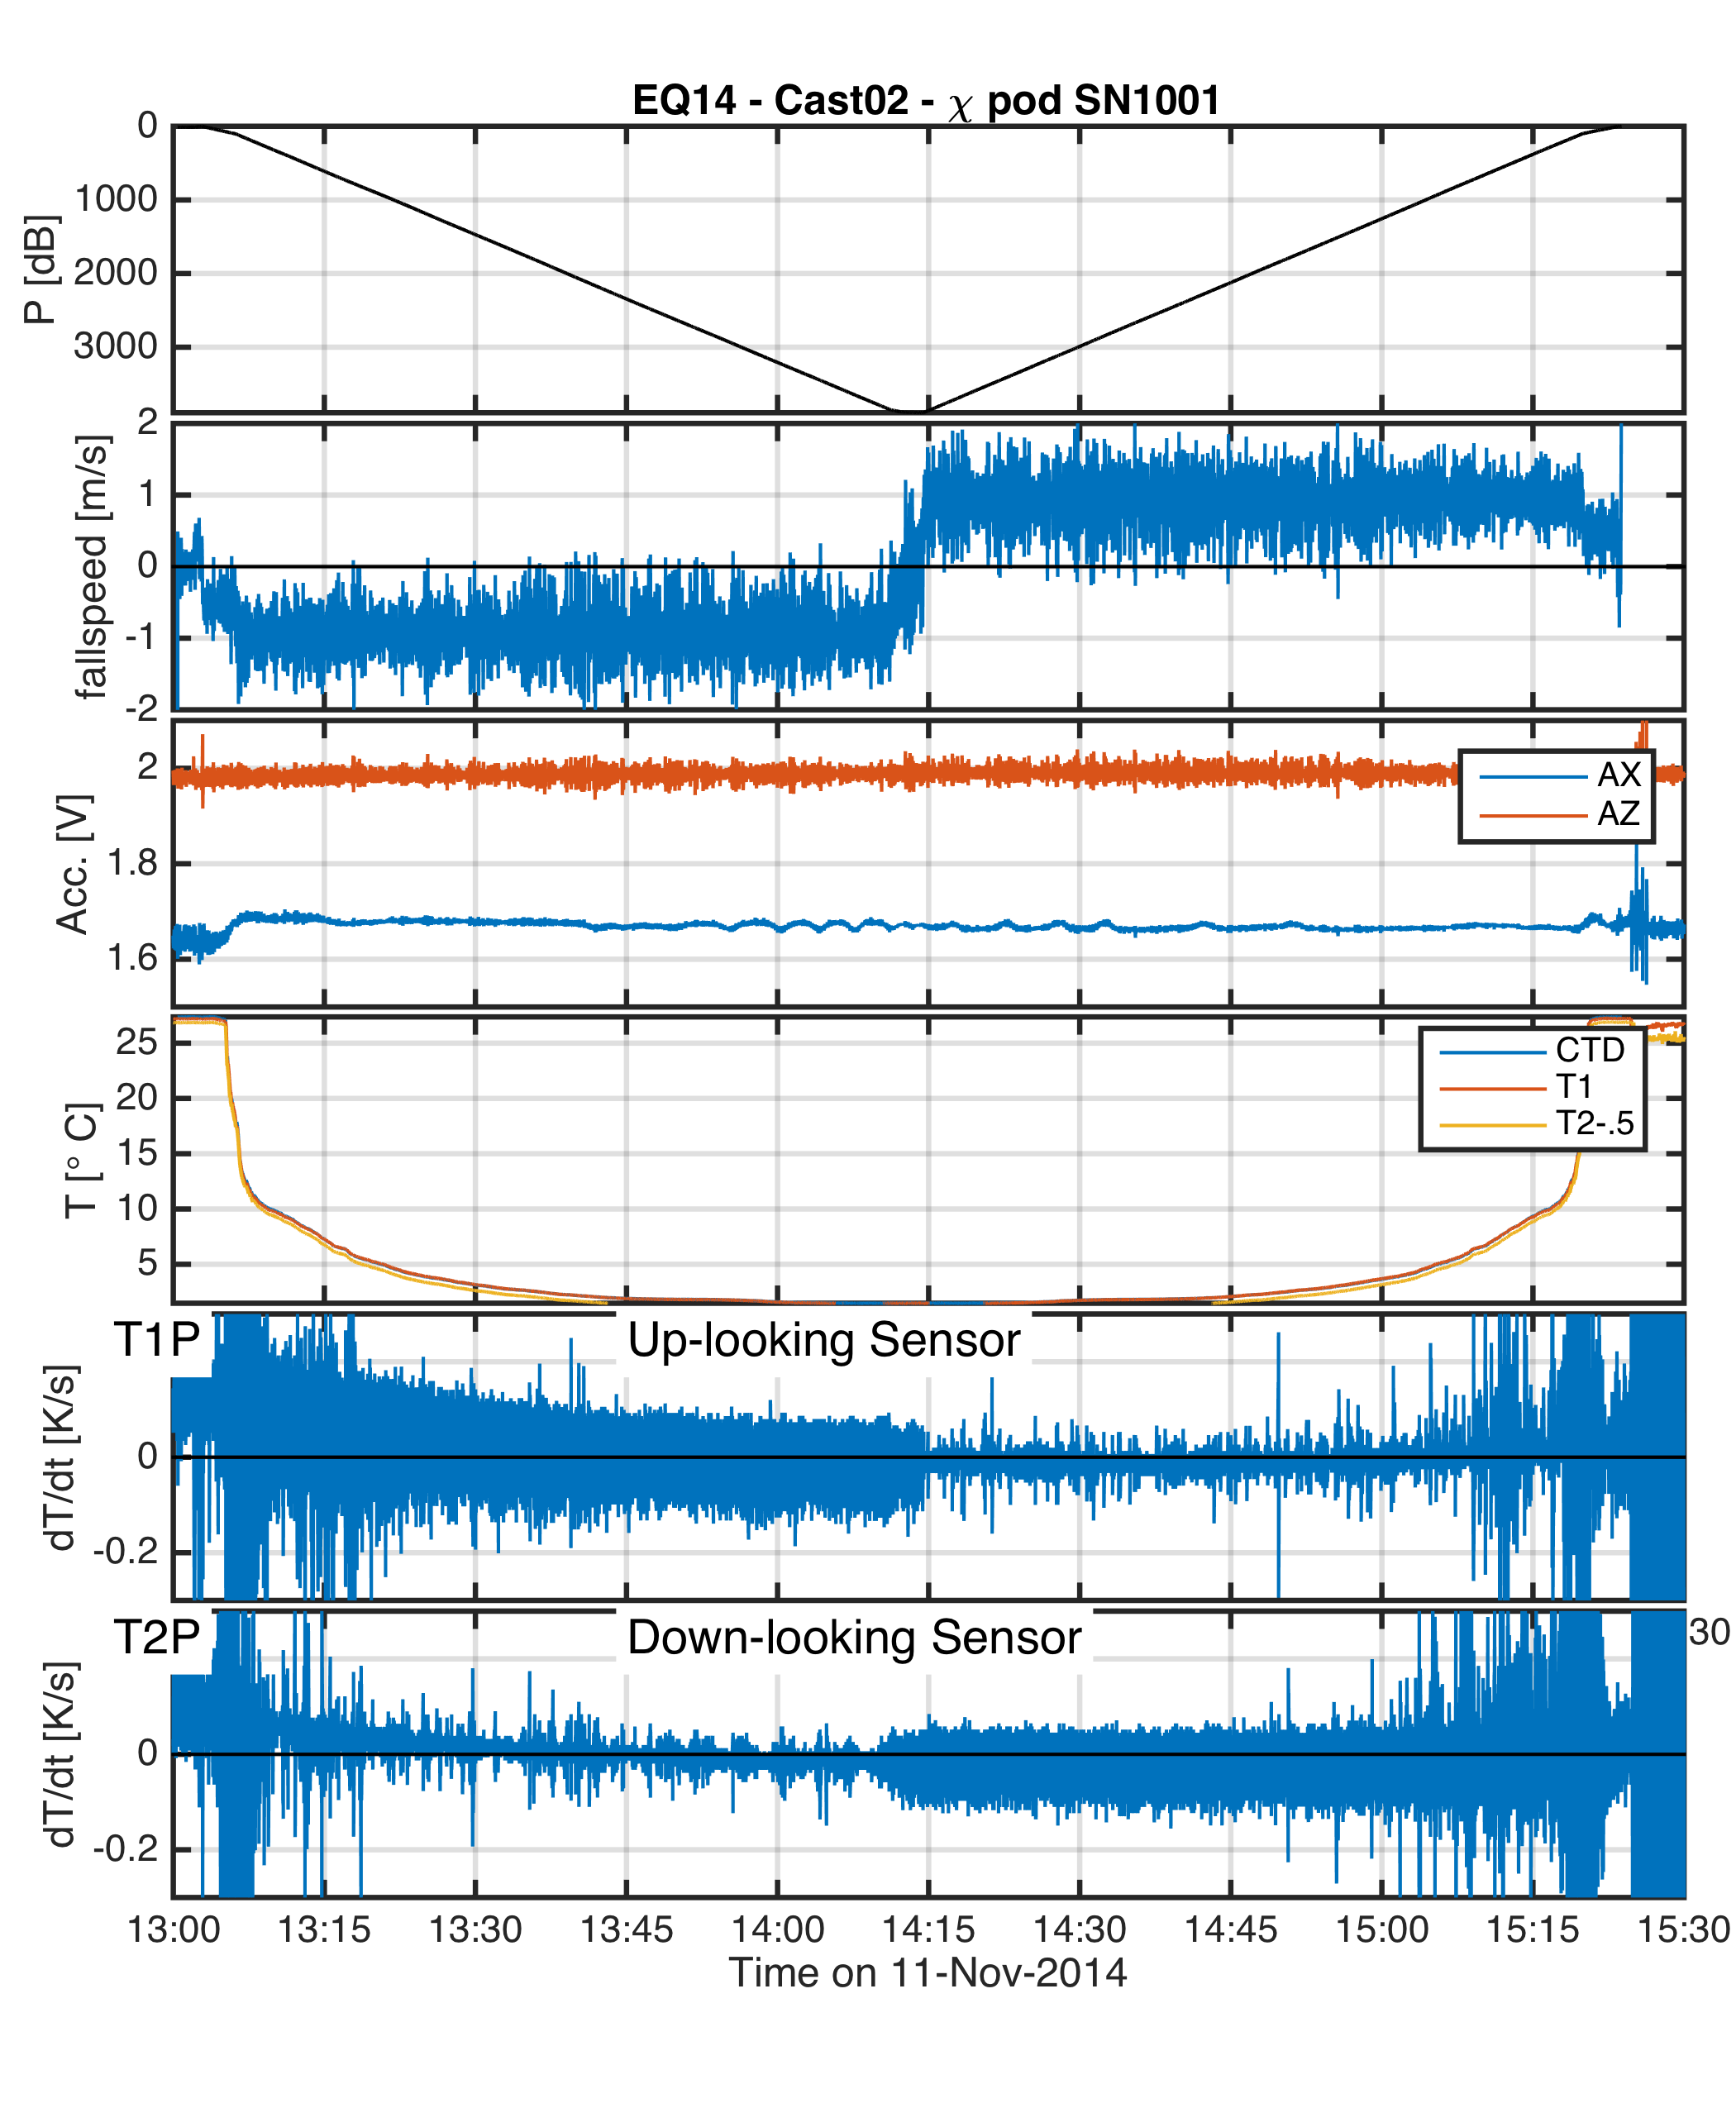 EQ14 - Cast02 - χ pod SN1001
0
1000
2000
3000
P [dB]
2
1
0
-1
-2
fallspeed [m/s]
2
1.8
1.6
Acc. [V]
AX
AZ
25
20
15
10
5
T [° C]
CTD
T1
T2-.5
T1P
Up-looking Sensor
0
-0.2
dT/dt [K/s]
T2P
Down-looking Sensor
30
0
-0.2
dT/dt [K/s]
13:00 13:15 13:30 13:45 14:00 14:15 14:30 14:45 15:00 15:15 15:30
Time on 11-Nov-2014